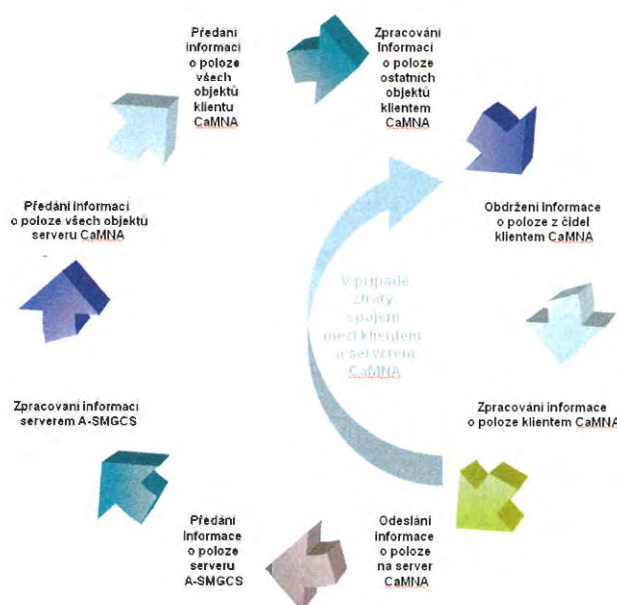 Předání
informací
o poloze
všech
objektů
klientu
CaMNA
Zpracování
Informací
o poloze
ostatních
objektů
klientem
CaMNA
Předání informací
o poloze všech objektů
serveru CaMNA
Obdržení informace
o poloze z čidel
klientem CaMNA
V případě
ztráty
spojení
mezi klientem
a serverem
CaMNA
Zpracovaní informací
serverem A-SMGCS
Zpracování informace
o poloze klientem CaMNA
Předání
Informace
o poloze
serveru
A-SMGCS
Odeslání
informace
o poloze
na server
CaMNA